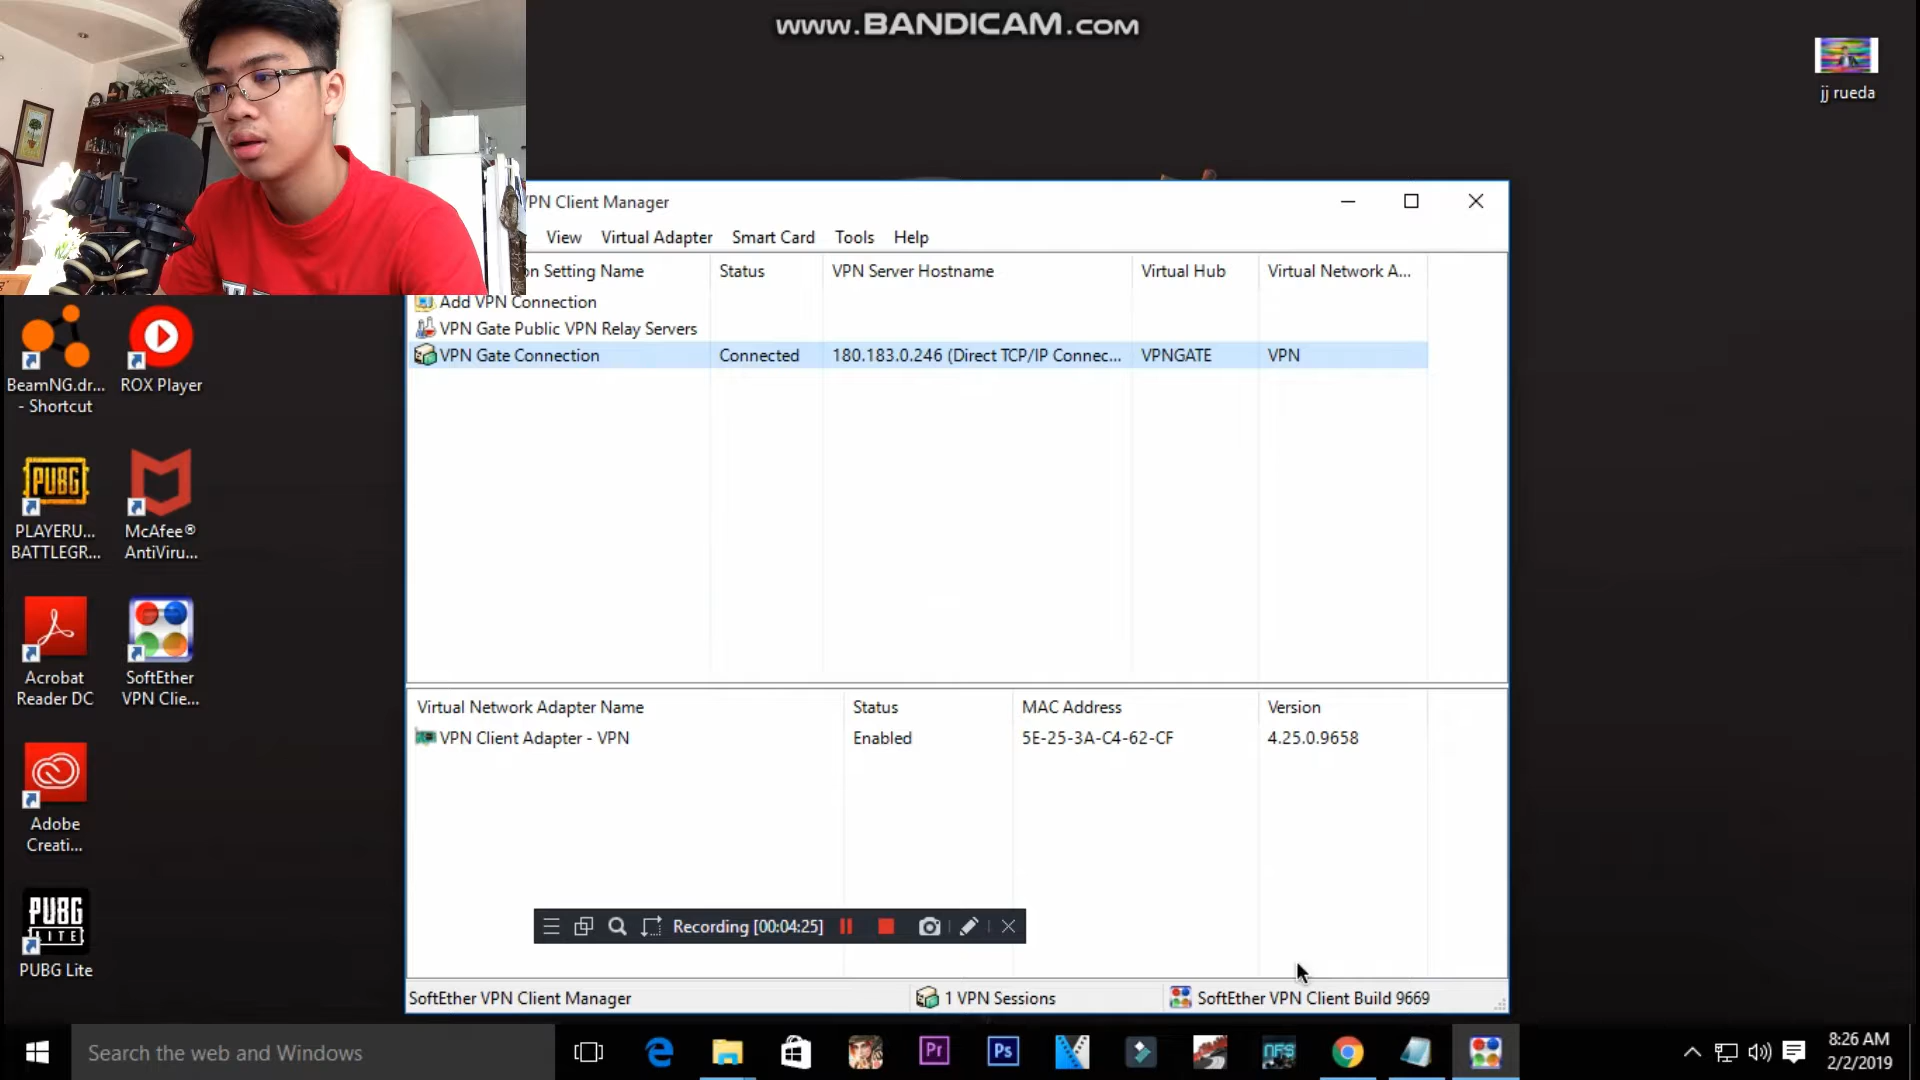 www.BANDICAM.com
jj rueda
VPN Client Manager
View Virtual Adapter Smart Card Tools Help
on Setting Name Status VPN Server Hostname Virtual Hub Virtual Network A...
Add VPN Connection
VPN Gate Public VPN Relay Servers
VPN Gate Connection Connected 180.183.0.246 (Direct TCP/IP Connec... VPNGATE VPN
BeamNG.dr...
- Shortcut
ROX Player
PUBG
PLAYERU...
BATTLEGR...
McAfee®
AntiViru...
Acrobat
Reader DC
SoftEther
VPN Clie...
Virtual Network Adapter Name Status MAC Address Version
VPN Client Adapter - VPN Enabled 5E-25-3A-C4-62-CF 4.25.0.9658
Adobe
Creati...
PUBG
LITE
PUBG Lite
Recording [00:04:25]
SoftEther VPN Client Manager 1 VPN Sessions SoftEther VPN Client Build 9669
Search the web and Windows
Pr
Ps
NFS
8:26 AM
2/2/2019